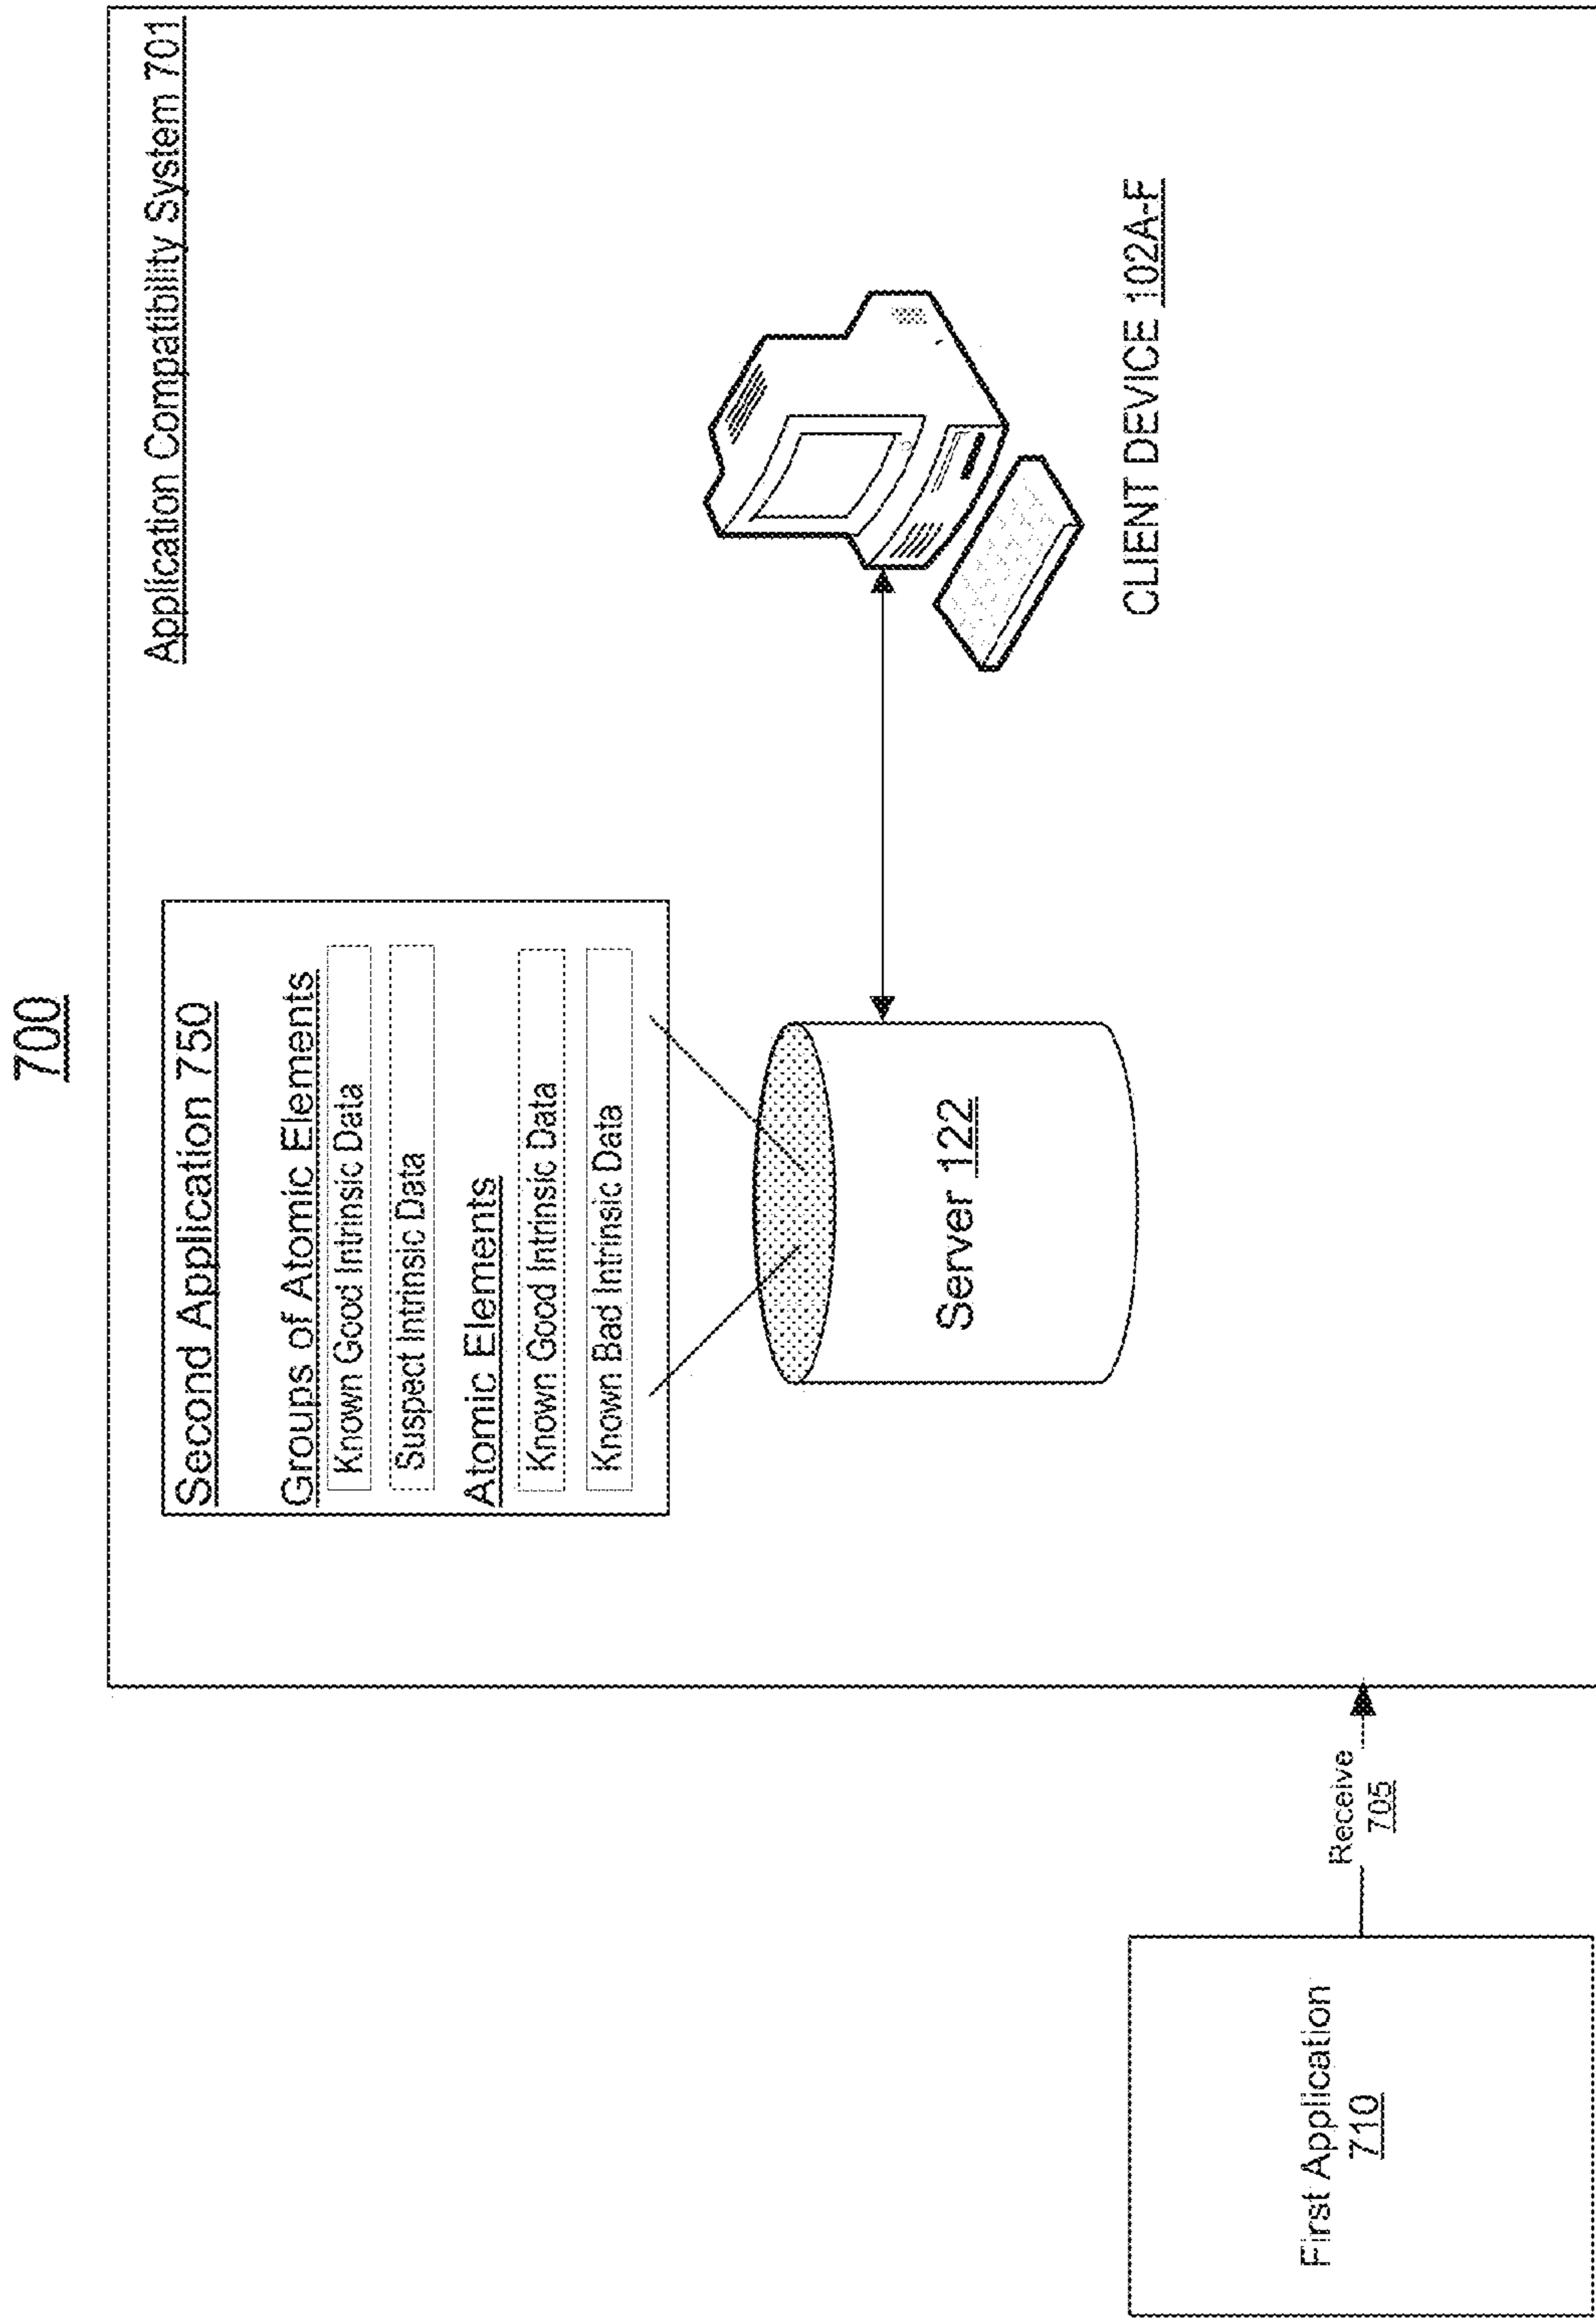 700
Application Compatibility System 701
Second Application 750
Groups of Atomic Elements
Known Good Intrinsic Data
Suspect Intrinsic Data
Atomic Elements
Known Good Intrinsic Data
Known Bad Intrinsic Data
Server 122
CLIENT DEVICE 102A-F
Receive
705
First Application
710